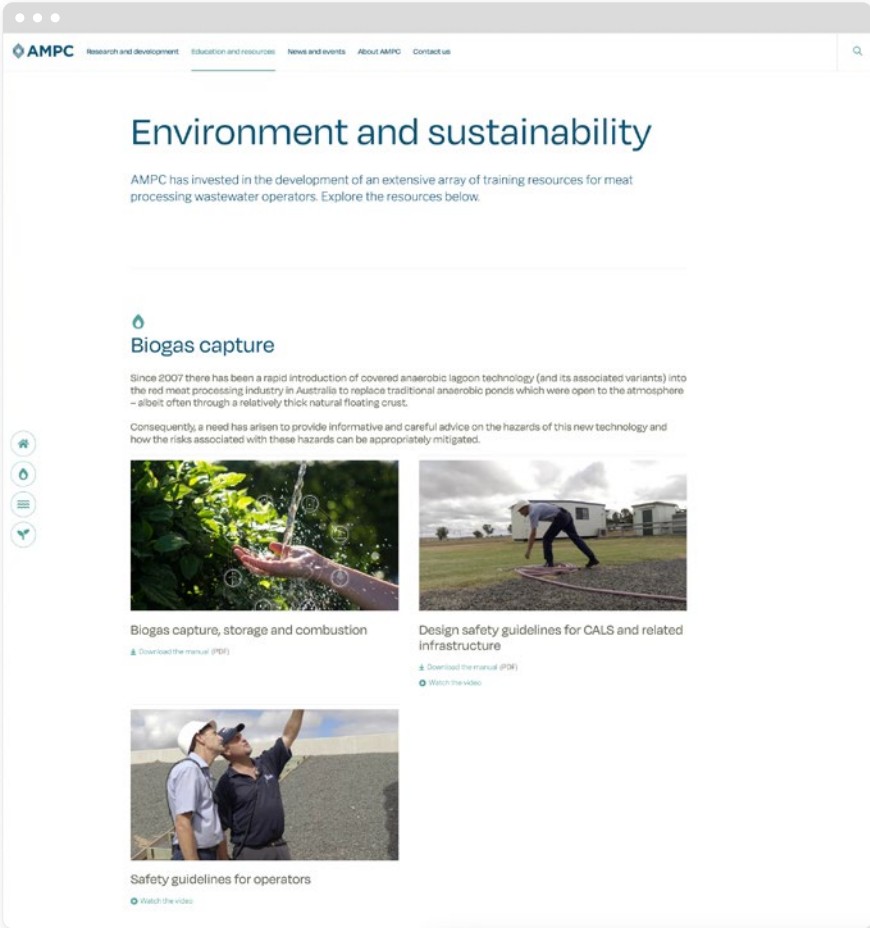 AMPC
Research and development
Education and resources
News and events
About AMPC
Contact us
Environment and sustainability
AMPC has invested in the development of an extensive array of training resources for meat
processing wastewater operators. Explore the resources below.
Biogas capture
Since 2007 there has been a rapid introduction of covered anaerobic lagoon technology (and its associated variants) into
the red meat processing industry in Australia to replace traditional anaerobic ponds which were open to the atmosphere
– albeit often through a relatively thick natural floating crust.
Consequently, a need has arisen to provide informative and careful advice on the hazards of this new technology and
how the risks associated with these hazards can be appropriately mitigated.
Biogas capture, storage and combustion
Download the manual (PDF)
Design safety guidelines for CALS and related
infrastructure
Download the manual (PDF)
Watch the video
Safety guidelines for operators
Watch the video